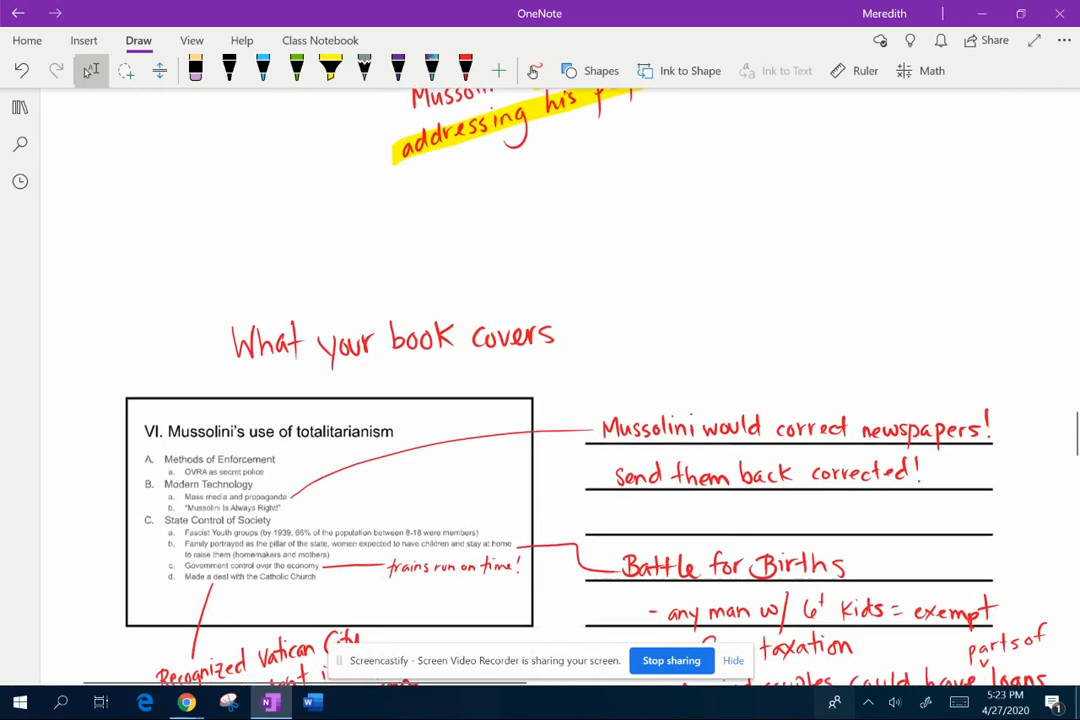 OneNote
Meredith
Home Insert Draw View Help Class Notebook
Share
Shapes Ink to Shape Ink to Text Ruler Math
addressing his
What your book covers
VI. Mussolini's use of totalitarianism
A. Methods of Enforcement
a. OVRA as secret police
B. Modern Technology
a. Mass media and propaganda
b. "Mussolini Is Always Right!"
C. State Control of Society
a. Fascist Youth groups (by 1939, 66% of the population between 8-18 were members)
b. Family portrayed as the pillar of the state, women expected to have children and stay at home
to raise them (homemakers and mothers)
c. Government control over the economy
trains run on time!
d. Made a deal with the Catholic Church
Recognized Vatican City
Mussolini would correct newspapers!
send them back corrected!
Battle for Births
- any man w/ 6+ kids = exempt
taxation
parts of
could have loans
Screencastify - Screen Video Recorder is sharing your screen.
Stop sharing
Hide
5:23 PM
4/27/2020